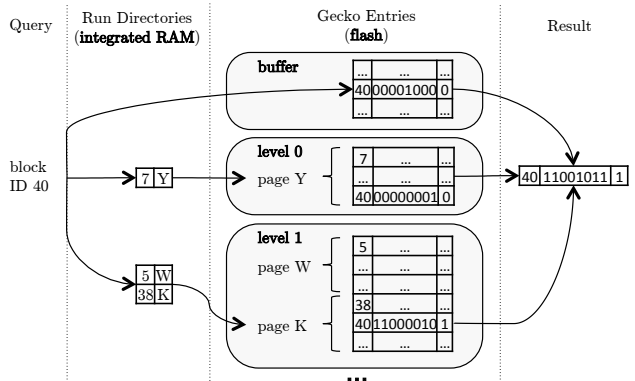 Query
Run Directories
(integrated RAM)
Gecko Entries
(flash)
Result
buffer
... ... ...
40 00001000 0
... ... ...
block
ID 40
7 Y
level 0
page Y
7 ... ...
... ... ...
40 00000001 0
40 11001011 1
5 W
38 K
level 1
page W
5 ... ...
... ... ...
... ... ...
page K
38 ... ...
40 11000010 1
... ... ...
...